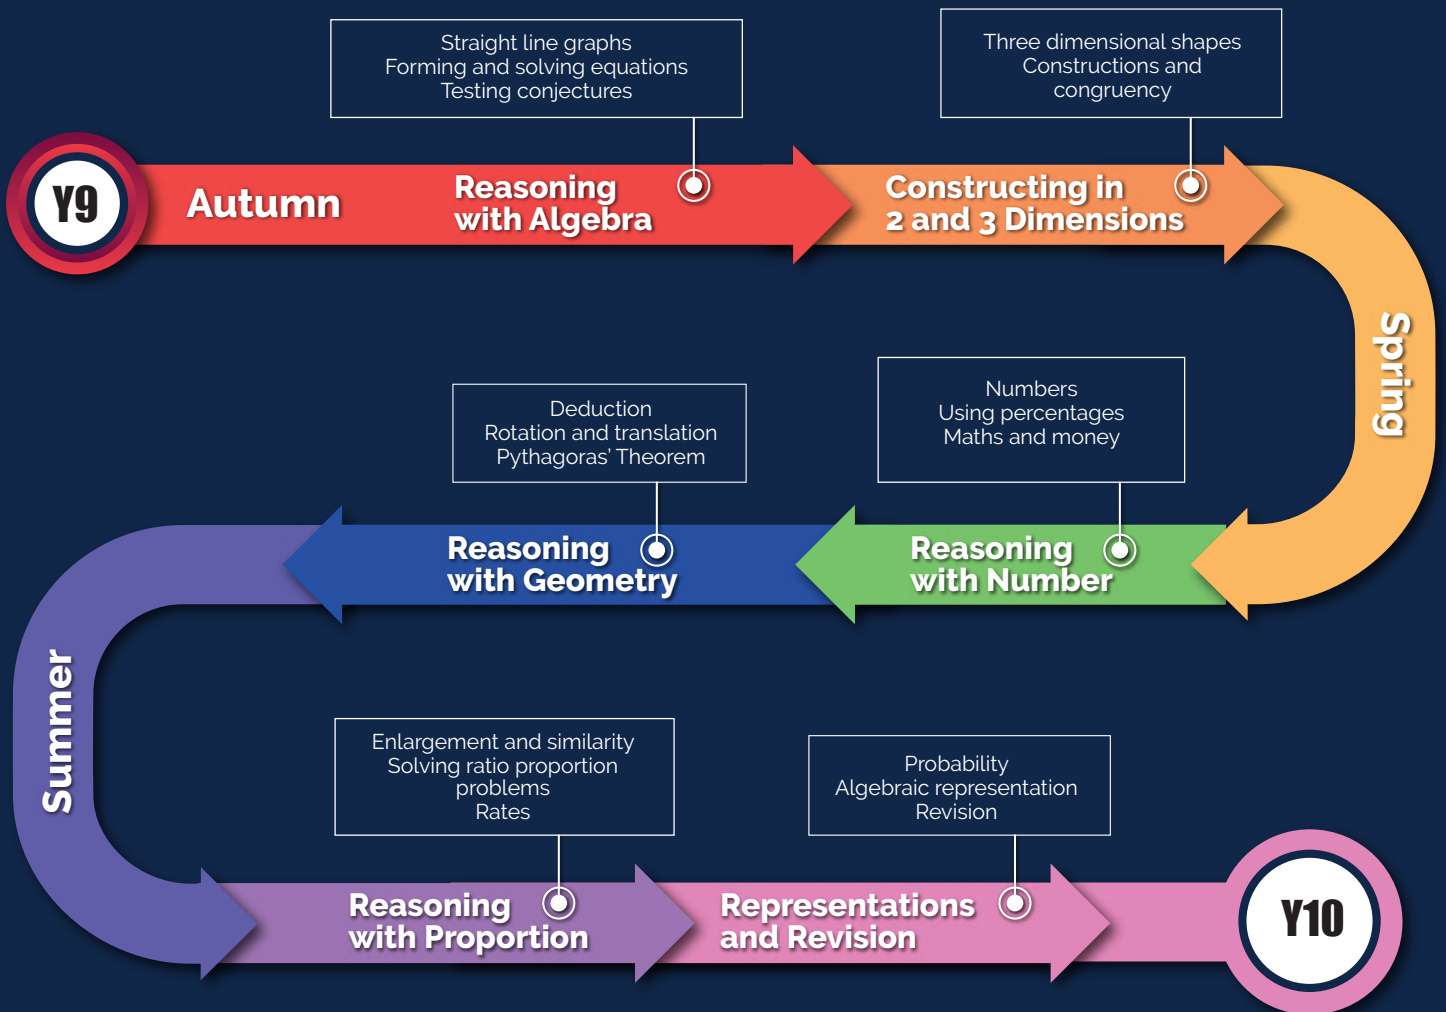 Straight line graphs
Forming and solving equations
Testing conjectures
Three dimensional shapes
Constructions and
congruency
Y9
Autumn
Reasoning
with Algebra
Constructing in
2 and 3 Dimensions
Spring
Numbers
Using percentages
Maths and money
Reasoning
with Number
Deduction
Rotation and translation
Pythagoras' Theorem
Reasoning
with Geometry
Summer
Enlargement and similarity
Solving ratio proportion
problems
Rates
Reasoning
with Proportion
Probability
Algebraic representation
Revision
Representations
and Revision
Y10